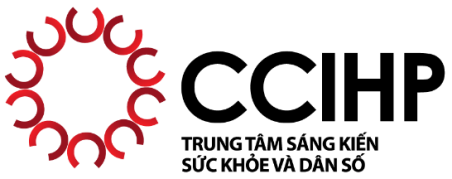 CCIHP
TRUNG TÂM SÁNG KIẾN
SỨC KHỎE VÀ DÂN SỐ